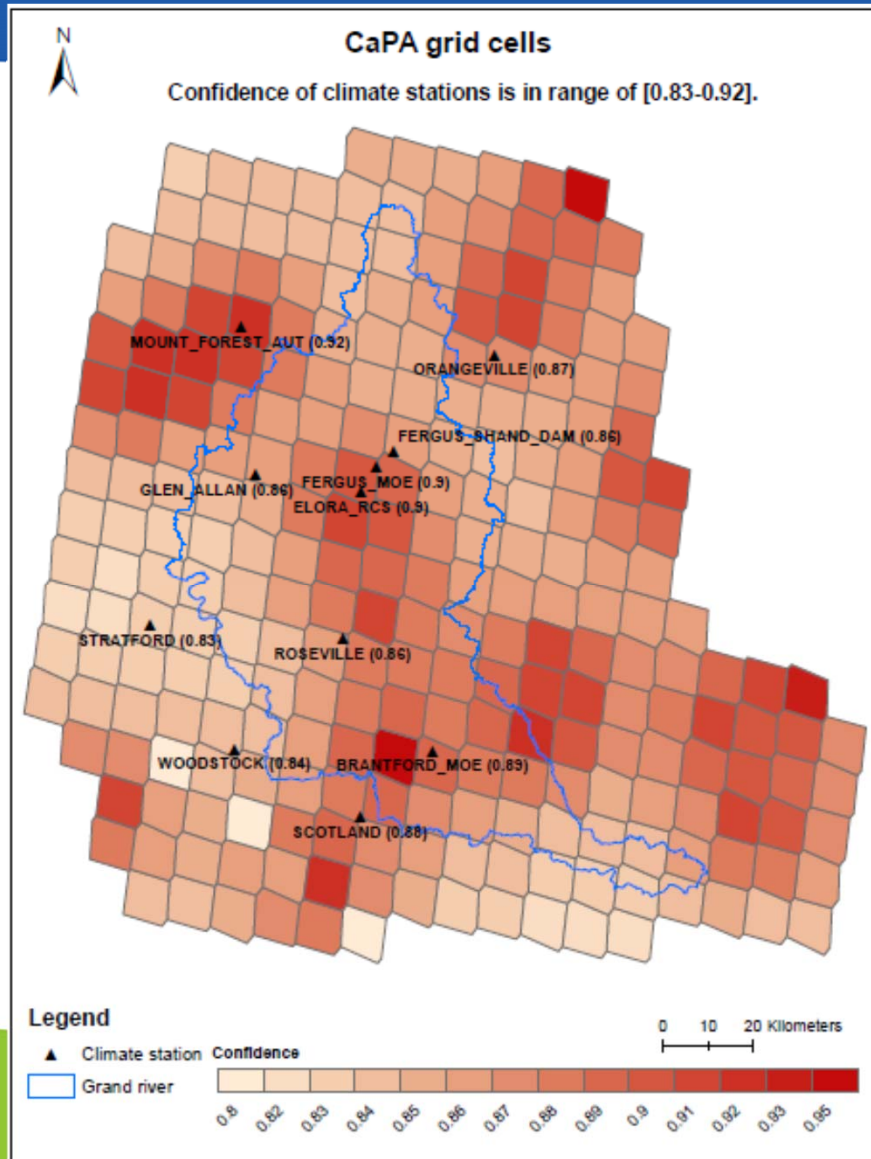 N
CaPA grid cells
Confidence of climate stations is in range of [0.83-0.92].
MOUNT_FOREST_AUT (0.92)
ORANGEVILLE (0.87)
FERGUS_SHAND_DAM (0.86)
FERGUS_MOE (0.9)
GLEN_ALLAN (0.86)
ELORA_RCS (0.9)
STRATFORD (0.83)
ROSEVILLE (0.86)
WOODSTOCK (0.84)
BRANTFORD_MOE (0.89)
SCOTLAND (0.88)
Legend
0 10 20 Kilometers
Climate station Confidence
Grand river
0.8 0.82 0.83 0.84 0.85 0.86 0.87 0.88 0.89 0.9 0.91 0.92 0.93 0.95